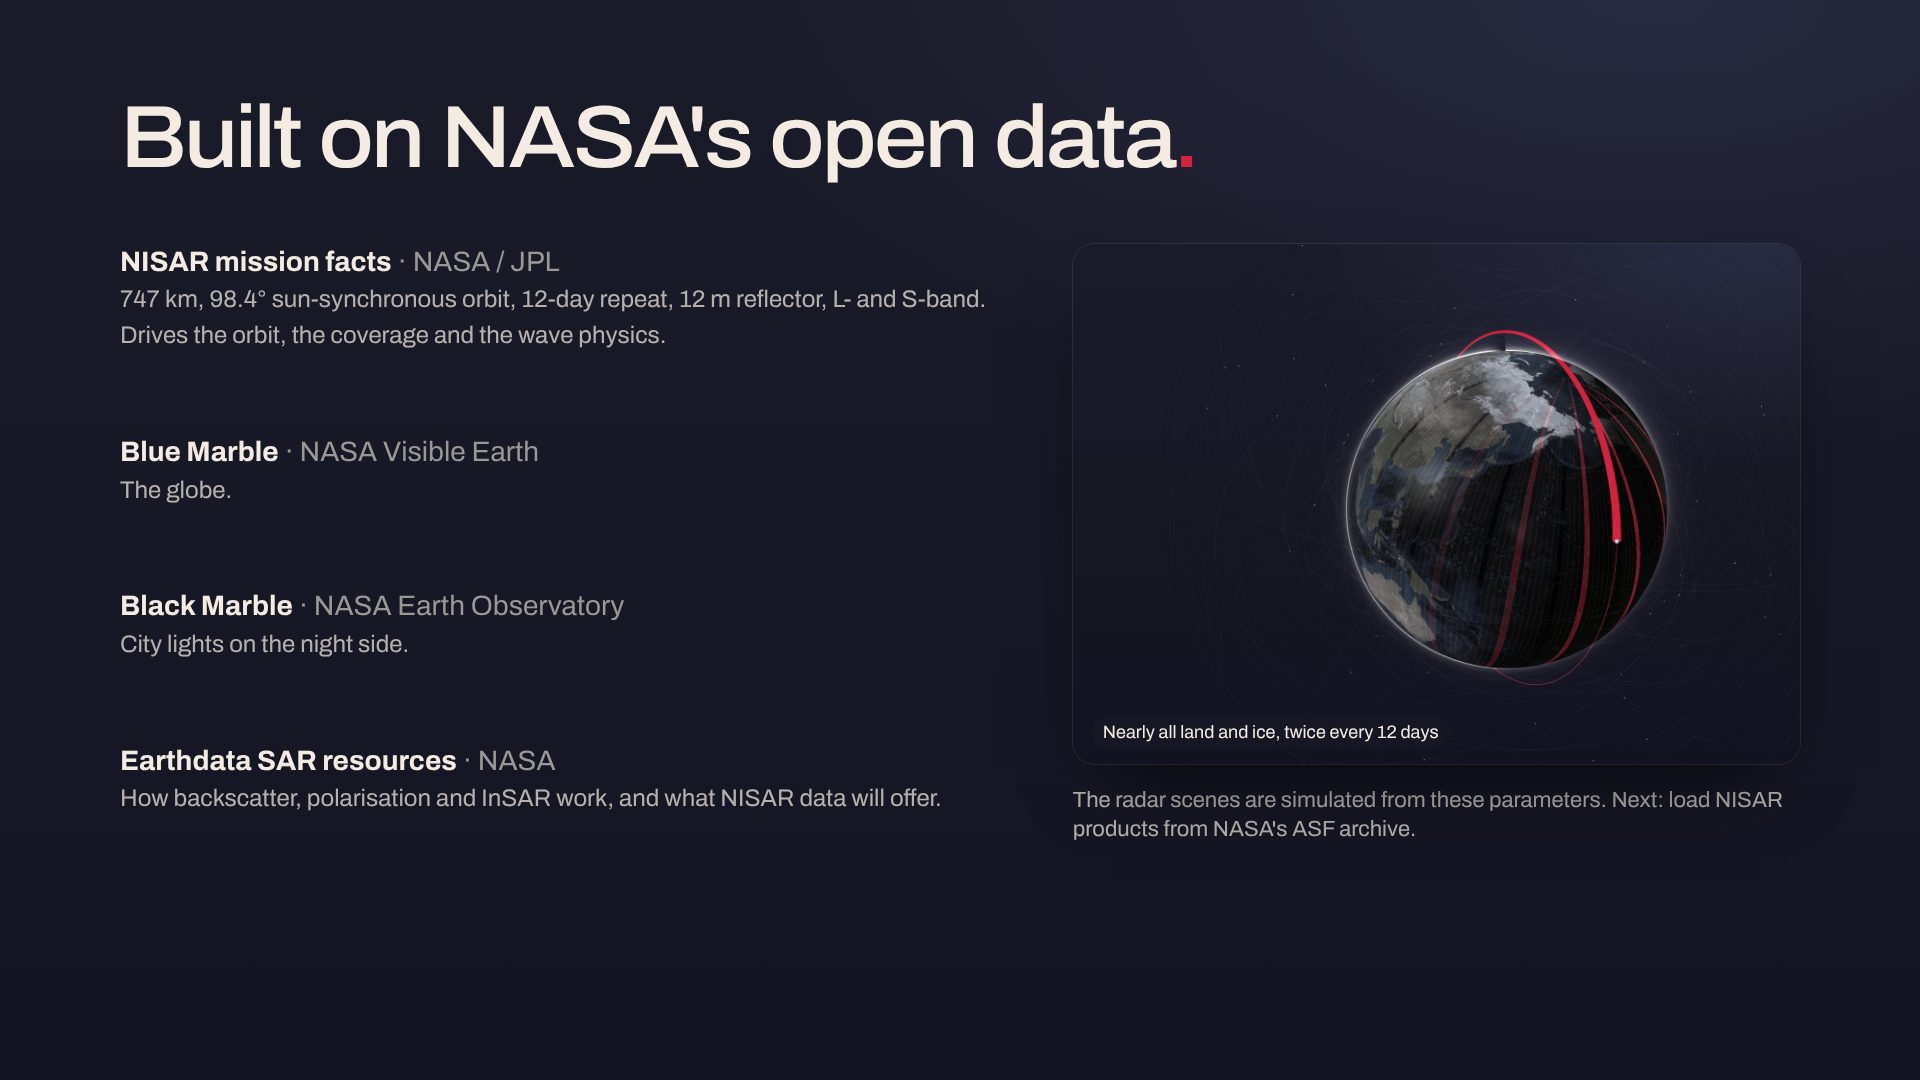 Built on NASA's open data.
NISAR mission facts · NASA / JPL
747 km, 98.4° sun-synchronous orbit, 12-day repeat, 12 m reflector, L- and S-band.
Drives the orbit, the coverage and the wave physics.
Blue Marble · NASA Visible Earth
The globe.
Black Marble · NASA Earth Observatory
City lights on the night side.
Earthdata SAR resources · NASA
How backscatter, polarisation and InSAR work, and what NISAR data will offer.
Nearly all land and ice, twice every 12 days
The radar scenes are simulated from these parameters. Next: load NISAR
products from NASA's ASF archive.